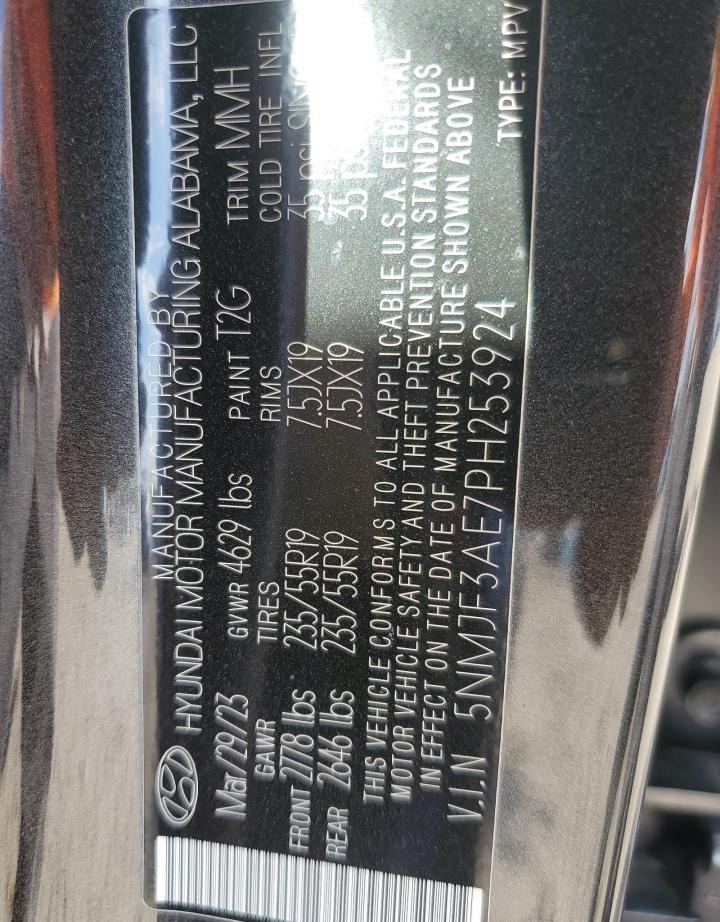 MANUFACTURED BY
HYUNDAI MOTOR MANUFACTURING ALABAMA, LLC
Mar/29/23 GVWR 4629 lbs PAINT T2G TRIM MMH
GAWR TIRES RIMS COLD TIRE INFL
FRONT 2778 lbs 235/55R19 7.5JX19 35 psi
REAR 2646 lbs 235/55R19 7.5JX19 35
THIS VEHICLE CONFORMS TO ALL APPLICABLE U.S.A. FEDERAL
MOTOR VEHICLE SAFETY AND THEFT PREVENTION STANDARDS
IN EFFECT ON THE DATE OF MANUFACTURE SHOWN ABOVE
V.I.N 5NMJF3AE7PH253924 TYPE: MPV